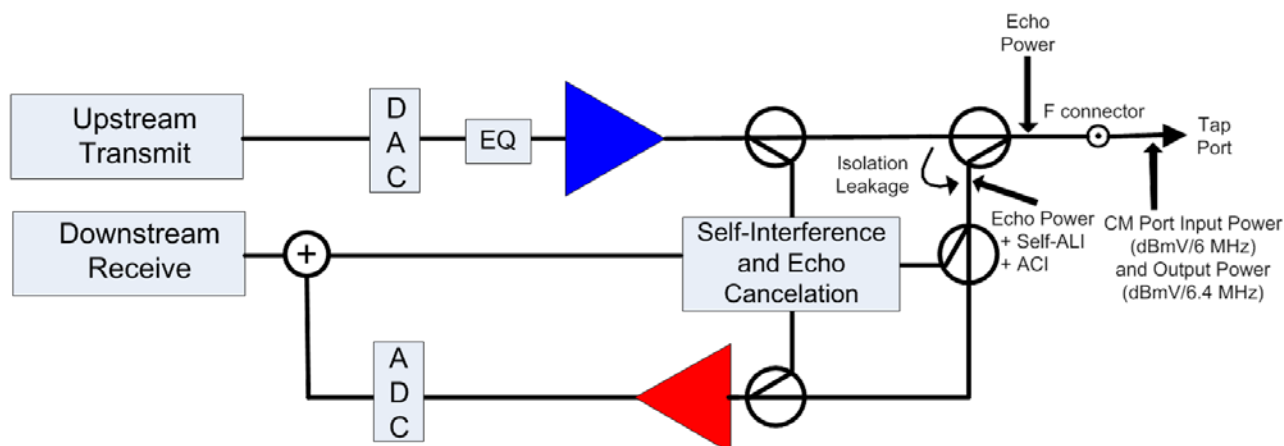 Upstream
Transmit
D
A
C
EQ
Echo
Power
F connector
Tap
Port
Isolation
Leakage
Echo Power
+ Self-ALI
+ ACI
CM Port Input Power
(dBmV/6 MHz)
and Output Power
(dBmV/6.4 MHz)
Downstream
Receive
+
Self-Interference
and Echo
Cancelation
A
D
C